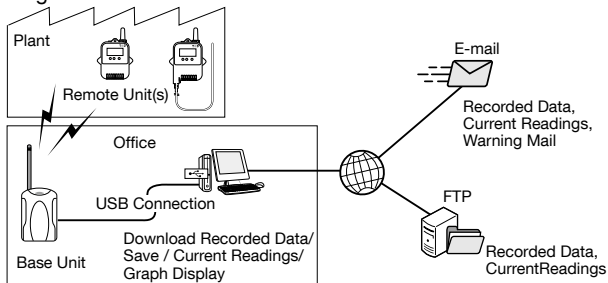 Plant
Remote Unit(s)
Office
USB Connection
Base Unit
Download Recorded Data/
Save / Current Readings/
Graph Display
E-mail
Recorded Data,
Current Readings,
Warning Mail
FTP
Recorded Data,
CurrentReadings